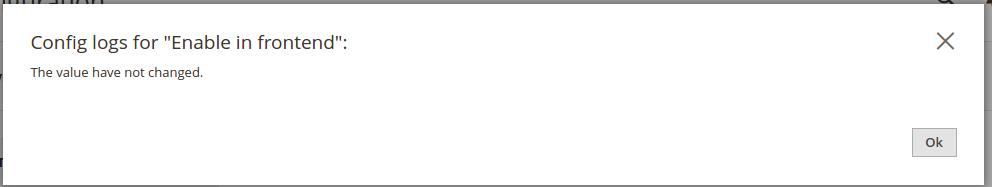 Config logs for "Enable in frontend":
The value have not changed.
Ok